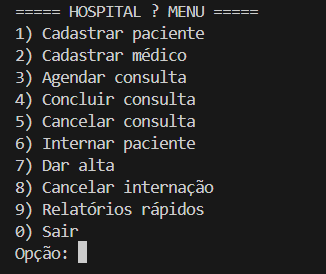 ===== HOSPITAL ? MENU =====
1) Cadastrar paciente
2) Cadastrar médico
3) Agendar consulta
4) Concluir consulta
5) Cancelar consulta
6) Internar paciente
7) Dar alta
8) Cancelar internação
9) Relatórios rápidos
0) Sair
Opção: